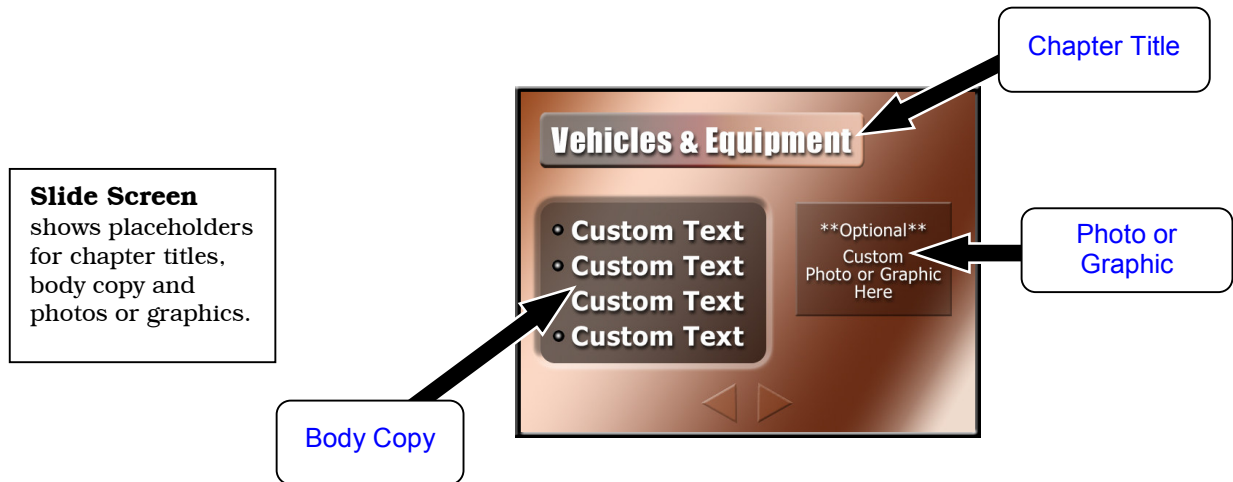 Chapter Title
Vehicles & Equipment
Slide Screen
shows placeholders
for chapter titles,
body copy and
photos or graphics.
• Custom Text
• Custom Text
Custom Text
• Custom Text
**Optional**
Custom
Photo or Graphic
Here
Photo or
Graphic
Body Copy